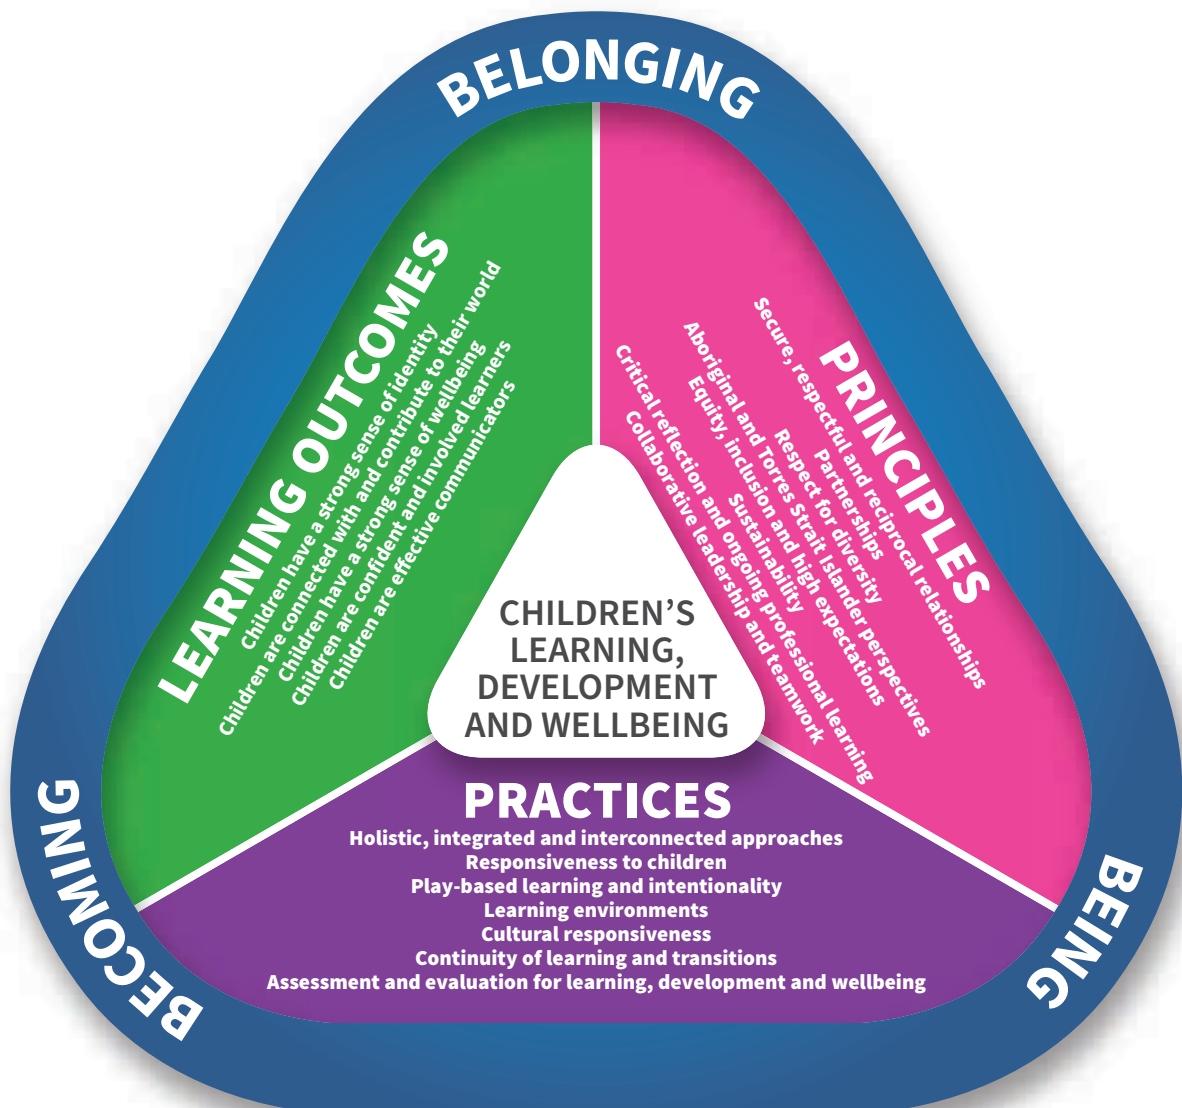 BELONGING
LEARNING OUTCOMES
Children have a strong sense of identity
Children are connected with and contribute to their world
Children have a strong sense of wellbeing
Children are confident and involved learners
Children are effective communicators
PRINCIPLES
Secure, respectful and reciprocal relationships
Partnerships
Respect for diversity
Aboriginal and Torres Strait Islander perspectives
Equity, inclusion and high expectations
Sustainability
Critical reflection and ongoing professional learning
Collaborative leadership and teamwork
CHILDREN’S
LEARNING,
DEVELOPMENT
AND WELLBEING
PRACTICES
Holistic, integrated and interconnected approaches
Responsiveness to children
Play-based learning and intentionality
Learning environments
Cultural responsiveness
Continuity of learning and transitions
Assessment and evaluation for learning, development and wellbeing
BECOMING
BEING